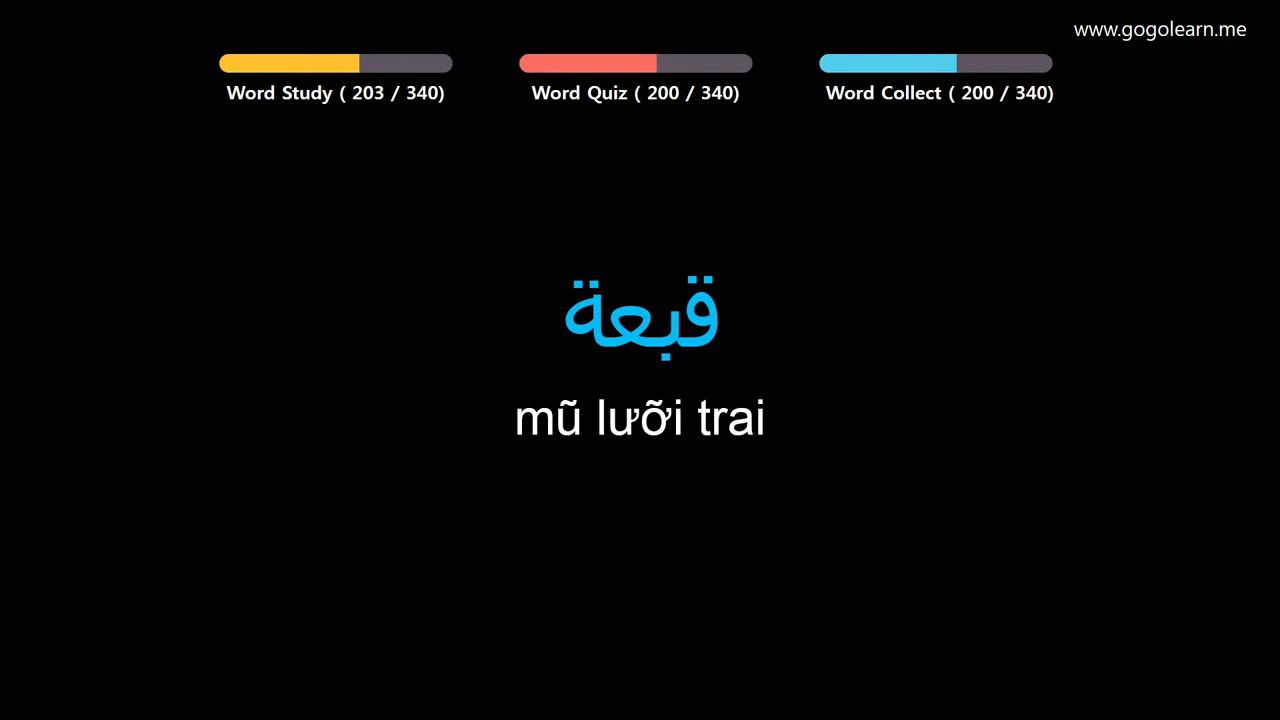 www.gogolearn.me
Word Study ( 203 / 340)
Word Quiz ( 200 / 340)
Word Collect ( 200 / 340)
قبعة
mũ lưỡi trai